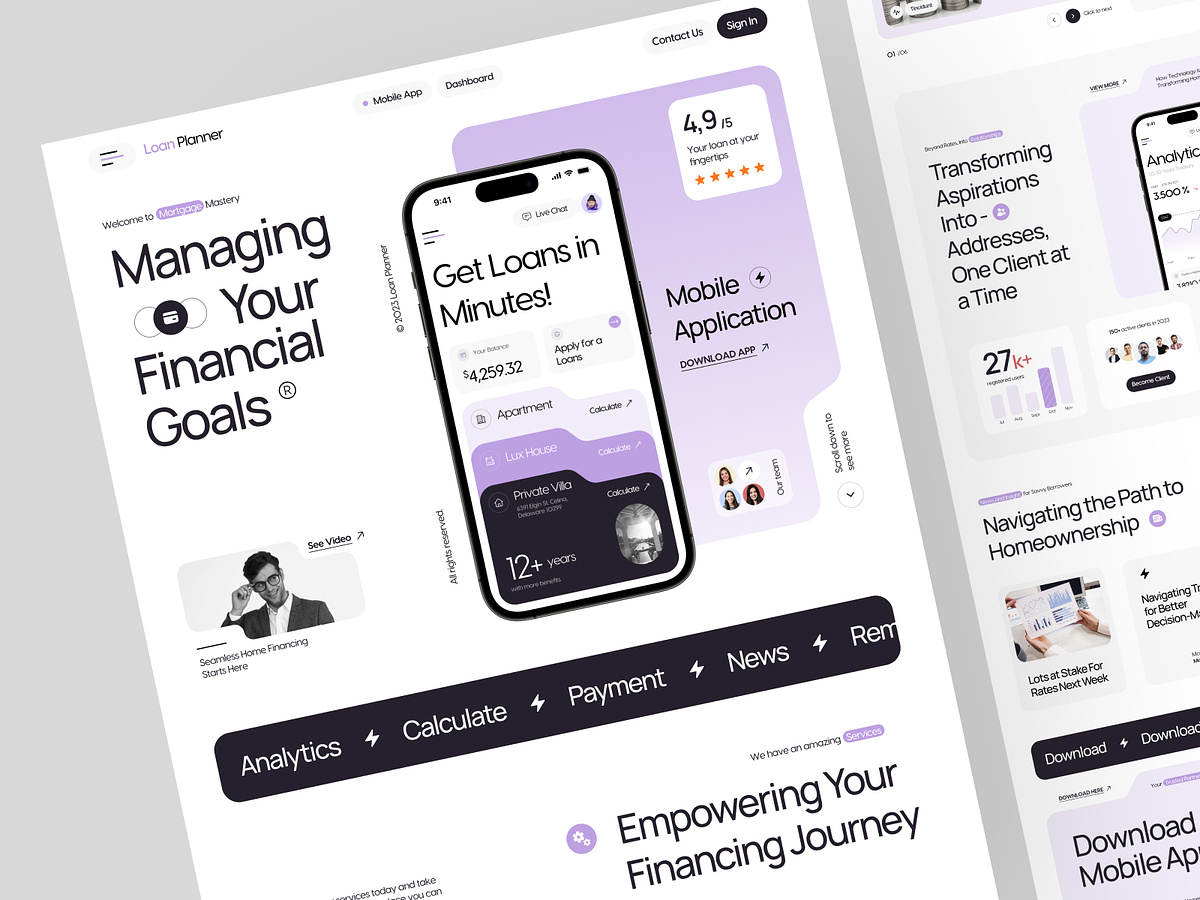 Contact Us
Sign In
Mobile App
Dashboard
Loan Planner
Welcome to Mortgage Mastery
Managing
Your
Financial
Goals ®
See Video
Seamless Home Financing
Starts Here
© 2023 Loan Planner
All rights reserved.
9:41
Live Chat
Get Loans in
Minutes!
Your Balance
$4,259.32
Apply for a
Loans
Apartment
Calculate
Lux House
Calculate
Private Villa
6391 Elgin St. Celina,
Delaware 10299
Calculate
12+ years
with more benefits
4,9 /5
Your loan at your
fingertips
Mobile
Application
DOWNLOAD APP
Our team
Scroll down to
see more
Analytics
Calculate
Payment
News
Rem
We have an amazing Services
Empowering Your
Financing Journey
services today and take
you can
Tincidunt
01 /06
Click to next
VIEW MORE
How Technology
Transforming
Beyond Rates, Into Relationships
Transforming
Aspirations
Into -
Addresses,
One Client at
a Time
9:41
Analytic
3.500 %
27k+
registered users
Jul
Aug
Sept
Oct
Nov
150+ active clients in 2023
Become Client
News and Insight for Savvy Borrowers
Navigating the Path to
Homeownership
Lots at Stake For
Rates Next Week
Navigating
for Better
Decision-
Download
Download
DOWNLOAD HERE
Your Trusted
Download
Mobile